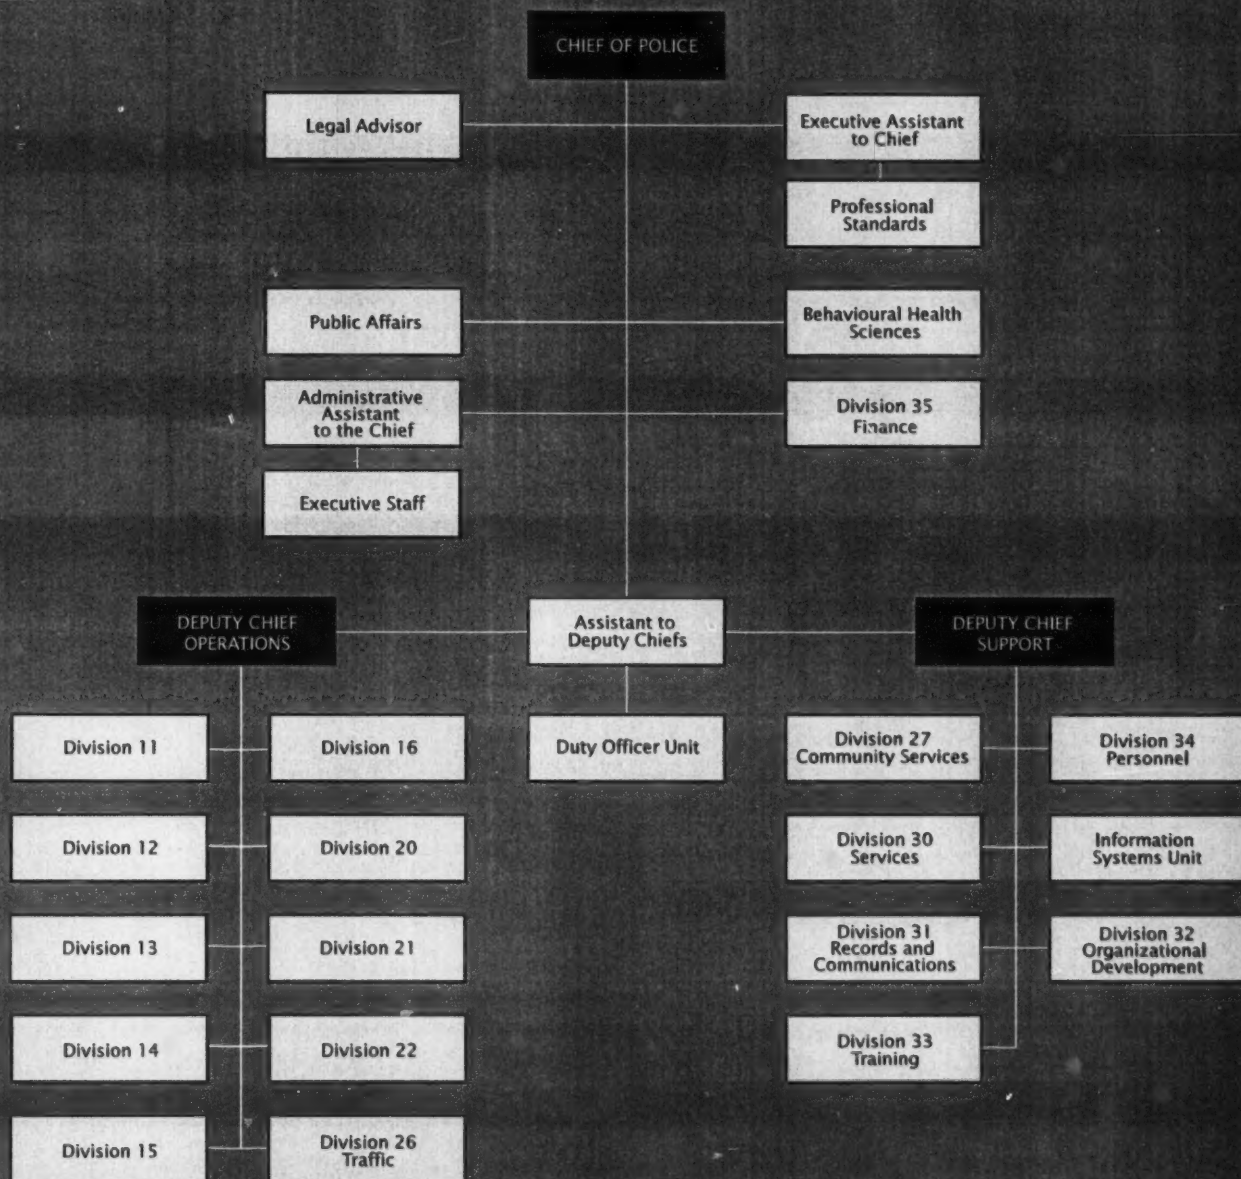 CHIEF OF POLICE
Legal Advisor
Executive Assistant
to Chief
Professional
Standards
Public Affairs
Behavioural Health
Sciences
Administrative
Assistant
to the Chief
Division 35
Finance
Executive Staff
DEPUTY CHIEF
OPERATIONS
Assistant to
Deputy Chiefs
DEPUTY CHIEF
SUPPORT
Division 11
Division 16
Duty Officer Unit
Division 27
Community Services
Division 34
Personnel
Division 12
Division 20
Division 30
Services
Information
Systems Unit
Division 13
Division 21
Division 31
Records and
Communications
Division 32
Organizational
Development
Division 14
Division 22
Division 33
Training
Division 15
Division 26
Traffic